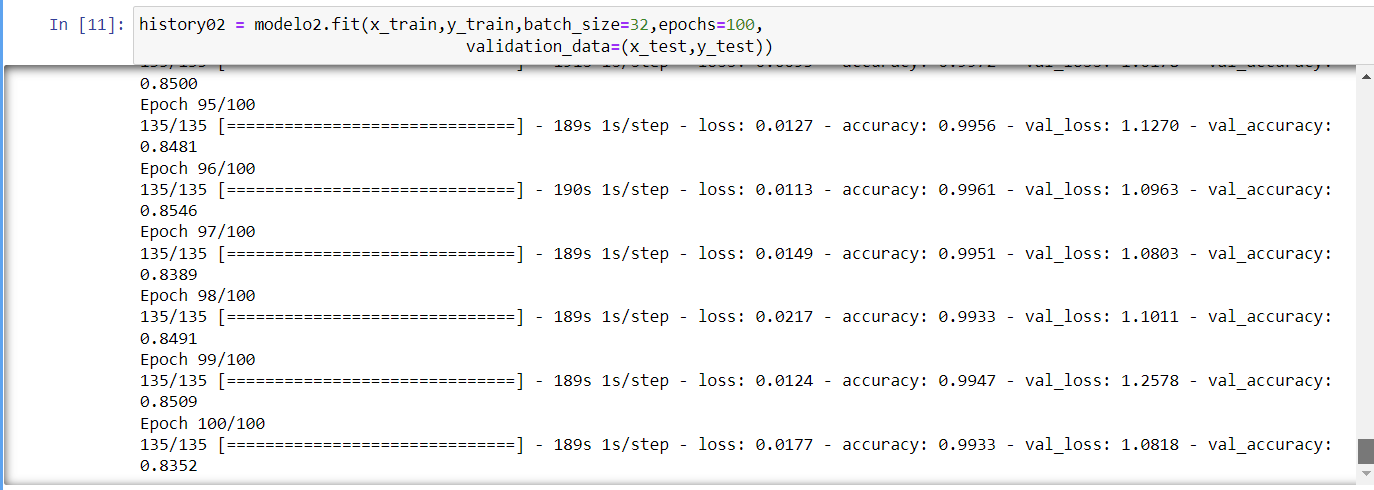 In [11]: history02 = modelo2.fit(x_train,y_train,batch_size=32,epochs=100,
validation_data=(x_test,y_test))
0.8500
Epoch 95/100
135/135 [==============================] - 189s 1s/step - loss: 0.0127 - accuracy: 0.9956 - val_loss: 1.1270 - val_accuracy:
0.8481
Epoch 96/100
135/135 [==============================] - 190s 1s/step - loss: 0.0113 - accuracy: 0.9961 - val_loss: 1.0963 - val_accuracy:
0.8546
Epoch 97/100
135/135 [==============================] - 189s 1s/step - loss: 0.0149 - accuracy: 0.9951 - val_loss: 1.0803 - val_accuracy:
0.8389
Epoch 98/100
135/135 [==============================] - 189s 1s/step - loss: 0.0217 - accuracy: 0.9933 - val_loss: 1.1011 - val_accuracy:
0.8491
Epoch 99/100
135/135 [==============================] - 189s 1s/step - loss: 0.0124 - accuracy: 0.9947 - val_loss: 1.2578 - val_accuracy:
0.8509
Epoch 100/100
135/135 [==============================] - 189s 1s/step - loss: 0.0177 - accuracy: 0.9933 - val_loss: 1.0818 - val_accuracy:
0.8352